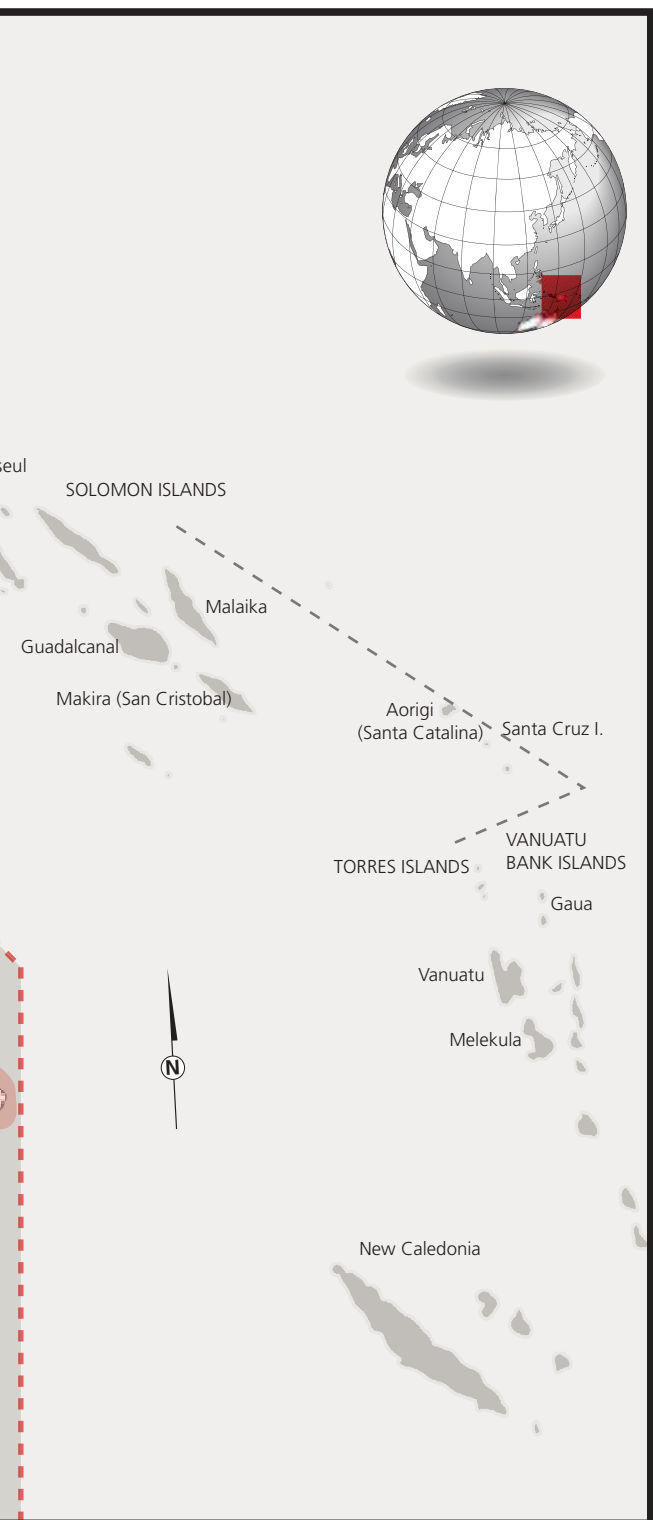 seul
SOLOMON ISLANDS
Malaika
Guadalcanal
Makira (San Cristobal)
Aorigi
(Santa Catalina)
Santa Cruz I.
VANUATU
BANK ISLANDS
TORRES ISLANDS
Gaua
Vanuatu
Melekula
N
New Caledonia